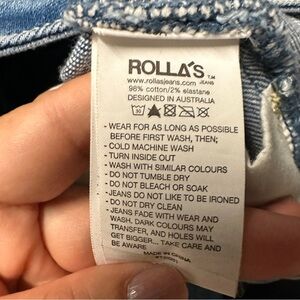 ROLLA'S TM
www.rollasjeans.com JEANS
98% cotton/2% elastane
DESIGNED IN AUSTRALIA
30
- WEAR FOR AS LONG AS POSSIBLE
BEFORE FIRST WASH, THEN;
- COLD MACHINE WASH
- TURN INSIDE OUT
- WASH WITH SIMILAR COLOURS
- DO NOT TUMBLE DRY
- DO NOT BLEACH OR SOAK
- JEANS DO NOT LIKE TO BE IRONED
- DO NOT DRY CLEAN
- JEANS FADE WITH WEAR AND
WASH. DARK COLOURS MAY
TRANSFER, AND HOLES WILL
GET BIGGER... TAKE CARE AND
BE AWARE
MADE IN CHINA